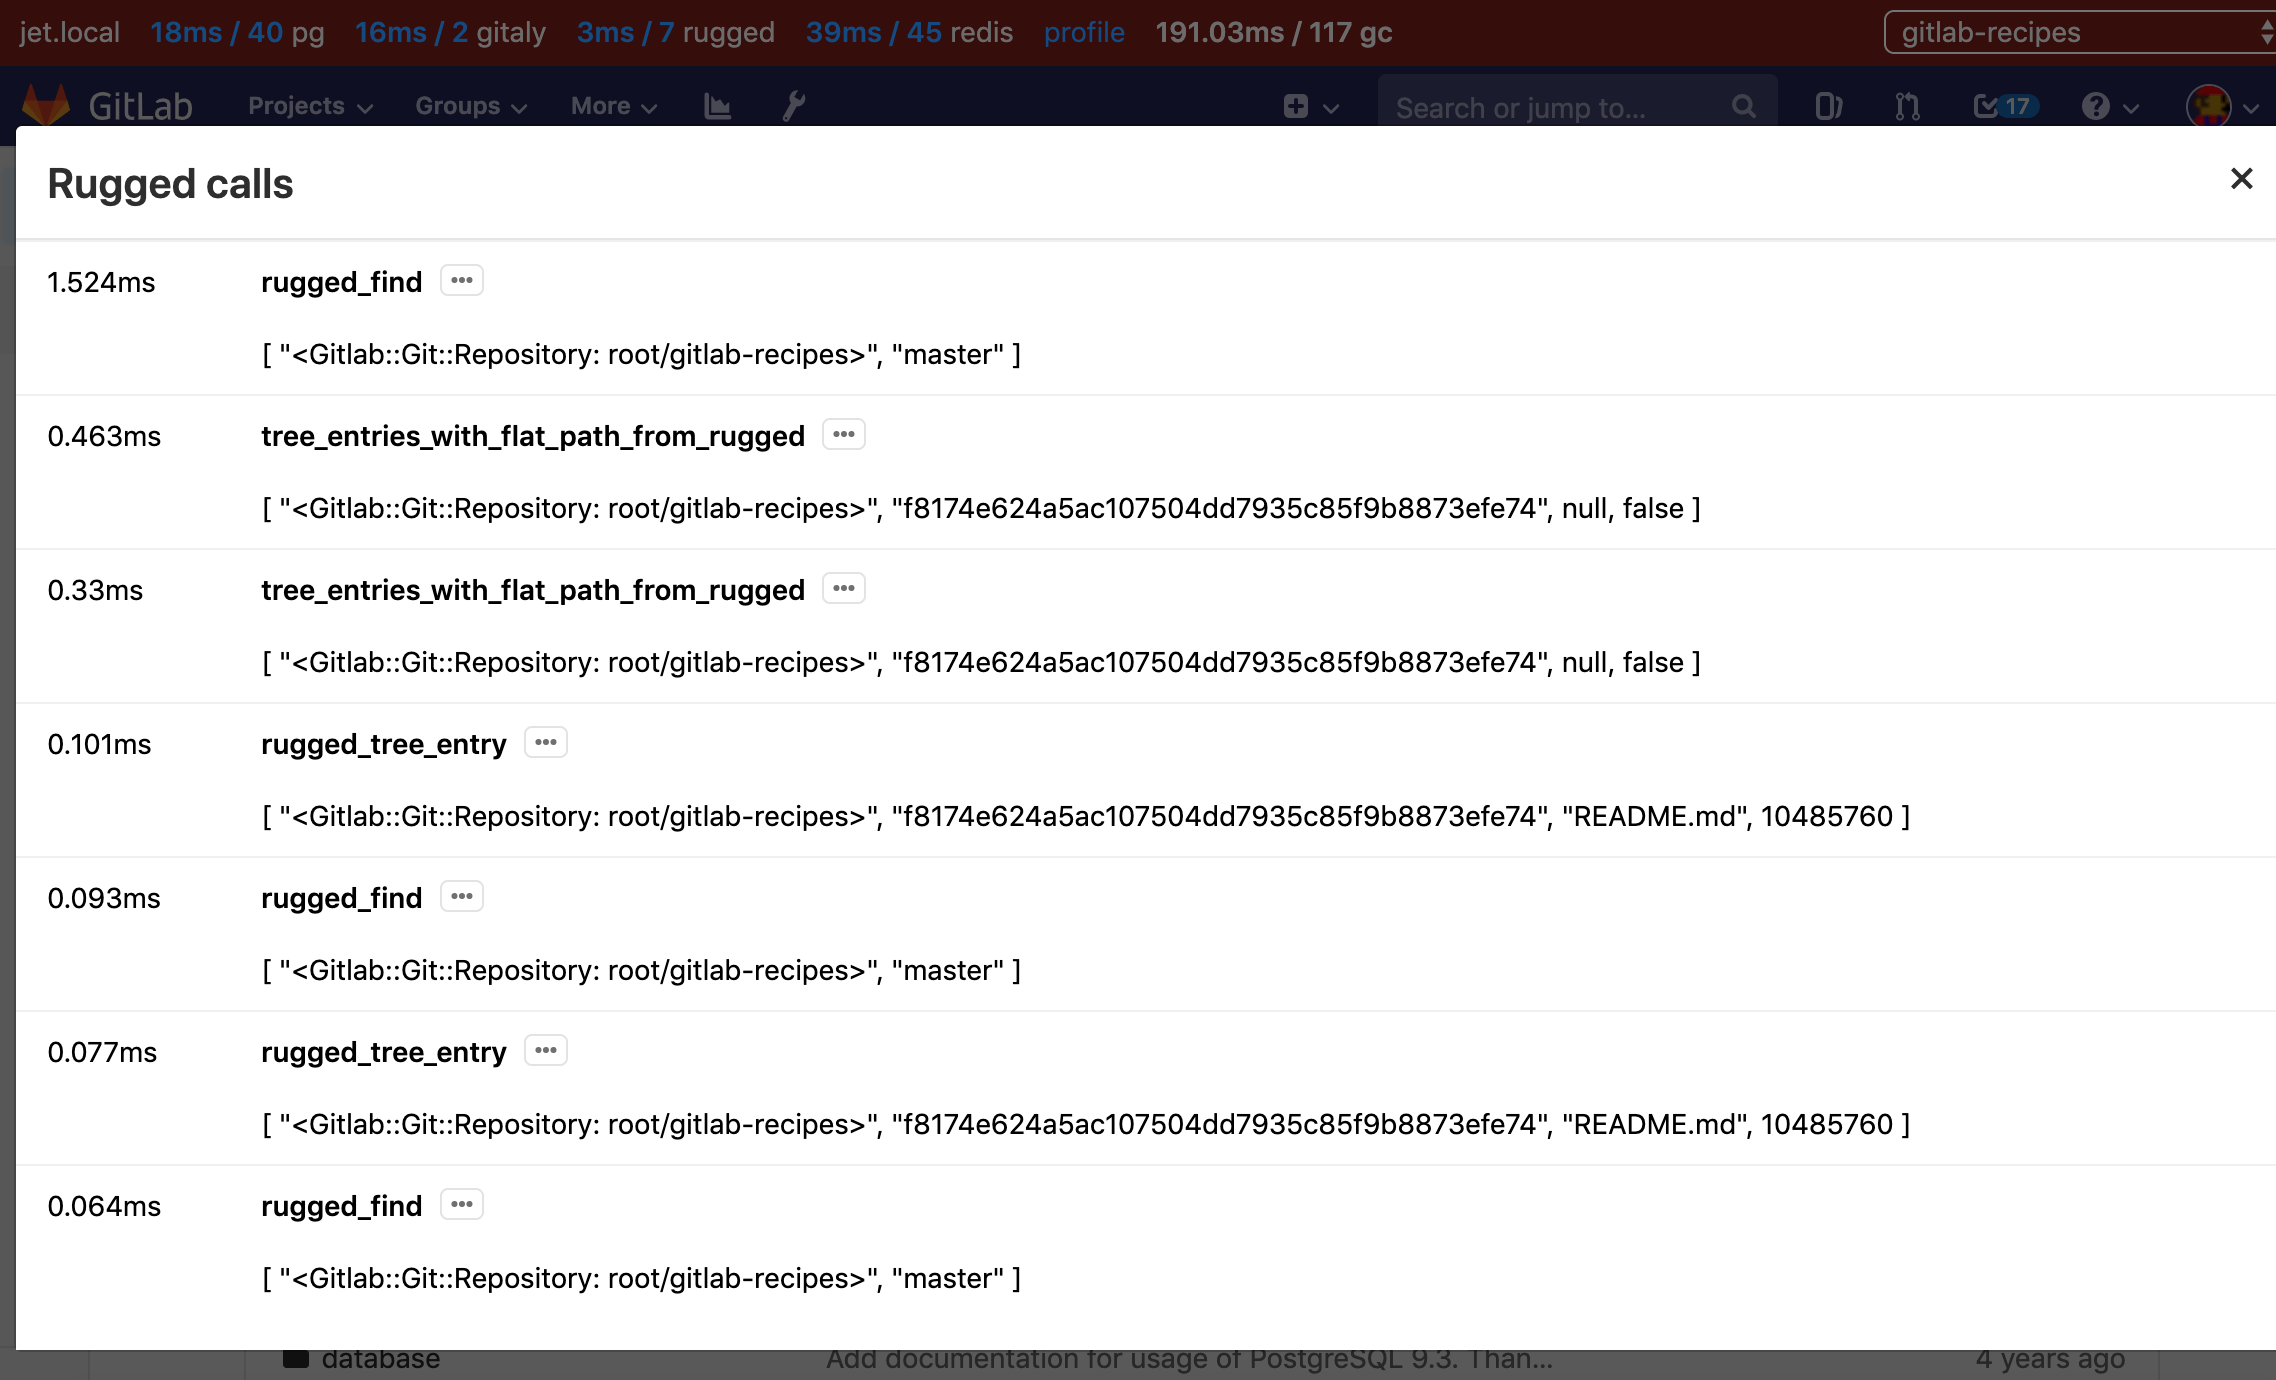 jet.local 18ms / 40 pg 16ms / 2 gitaly 3ms / 7 rugged 39ms / 45 redis profile 191.03ms / 117 gc gitlab-recipes
GitLab Projects Groups More Search or jump to... 17
Rugged calls
1.524ms rugged_find
[ "<Gitlab::Git::Repository: root/gitlab-recipes>", "master" ]
0.463ms tree_entries_with_flat_path_from_rugged
[ "<Gitlab::Git::Repository: root/gitlab-recipes>", "f8174e624a5ac107504dd7935c85f9b8873efe74", null, false ]
0.33ms tree_entries_with_flat_path_from_rugged
[ "<Gitlab::Git::Repository: root/gitlab-recipes>", "f8174e624a5ac107504dd7935c85f9b8873efe74", null, false ]
0.101ms rugged_tree_entry
[ "<Gitlab::Git::Repository: root/gitlab-recipes>", "f8174e624a5ac107504dd7935c85f9b8873efe74", "README.md", 10485760 ]
0.093ms rugged_find
[ "<Gitlab::Git::Repository: root/gitlab-recipes>", "master" ]
0.077ms rugged_tree_entry
[ "<Gitlab::Git::Repository: root/gitlab-recipes>", "f8174e624a5ac107504dd7935c85f9b8873efe74", "README.md", 10485760 ]
0.064ms rugged_find
[ "<Gitlab::Git::Repository: root/gitlab-recipes>", "master" ]
database Add documentation for usage of PostgreSQL 9.3. Than... 4 years ago